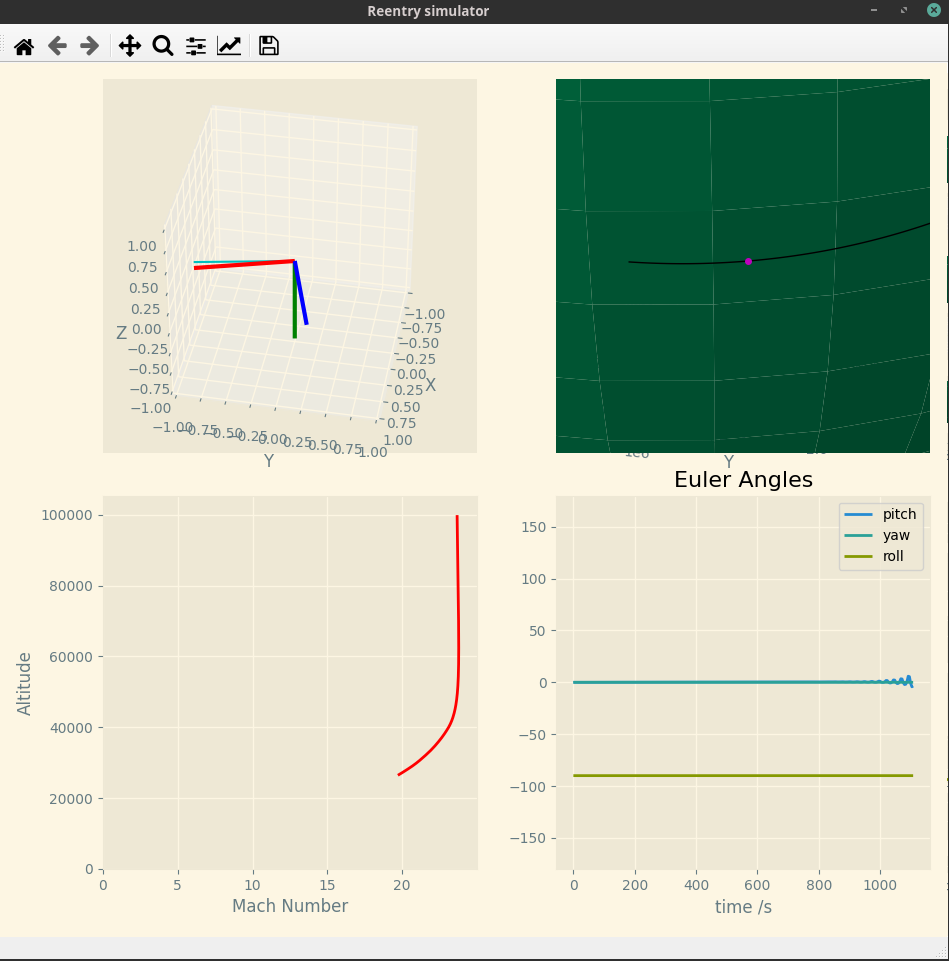 Reentry simulator
1.00
0.75
0.50
0.25
0.00
−0.25
−0.50
−0.75
−1.00
Z
−1.00
−0.75
−0.50
−0.25
0.00
0.25
0.50
0.75
1.00
X
−1.00
−0.75
−0.50
−0.25
0.00
0.25
0.50
0.75
1.00
Y
Y
Euler Angles
100000
80000
60000
40000
20000
0
Altitude
0 5 10 15 20
Mach Number
150
100
50
0
−50
−100
−150
pitch
yaw
roll
0 200 400 600 800 1000
time /s